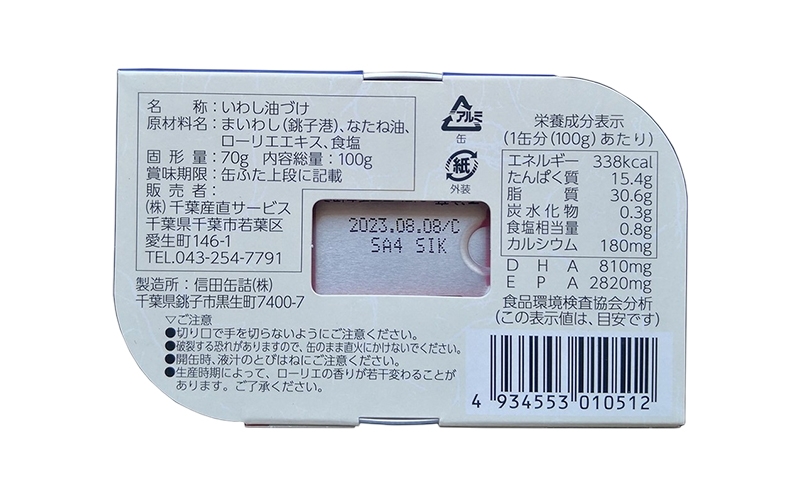 名　　称：いわし油づけ
原材料名：まいわし（銚子港）、なたね油、
ローリエエキス、食塩
固 形 量：70g　内容総量：100g
賞味期限：缶ふた上段に記載
販 売 者：
（株）千葉産直サービス
千葉県千葉市若葉区
愛生町146-1
TEL.043-254-7791
製造所：信田缶詰（株）
千葉県銚子市黒生町7400-7
▽ご注意
●切り口で手を切らないようにご注意ください。
●破裂する恐れがありますので、缶のまま直火にかけないでください。
●開缶時、液汁のとびはねにご注意ください。
●生産時期によって、ローリエの香りが若干変わることが
あります。ご了承ください。
2023.08.08/C
SA4 SIK
アルミ
缶
紙
外装
栄養成分表示
（1缶分（100g）あたり）
エネルギー 338kcal
たんぱく質 15.4g
脂　　質 30.6g
炭水化物 0.3g
食塩相当量 0.8g
カルシウム 180mg
D H A 810mg
E P A 2820mg
食品環境検査協会分析
（この表示値は、目安です）
4 934553 010512